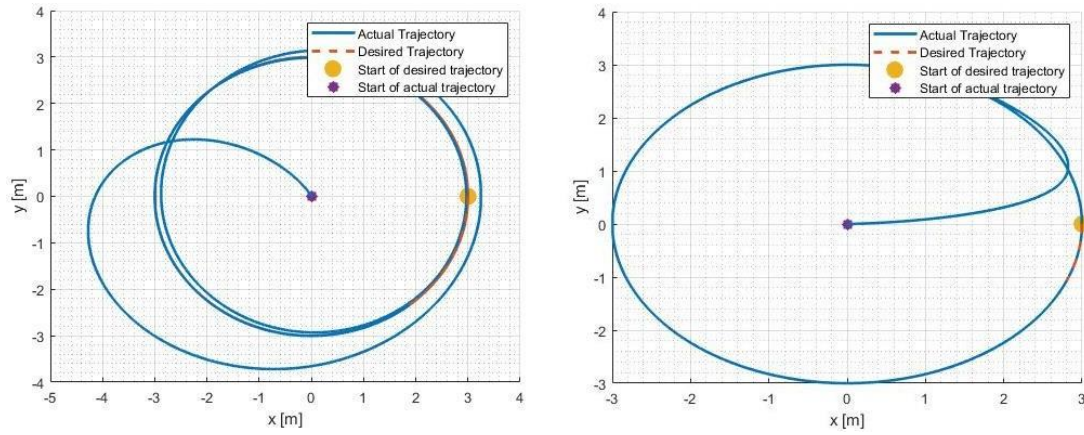 4
3
2
1
0
-1
-2
-3
-4
y [m]
-5
-4
-3
-2
-1
0
1
2
3
4
x [m]
Actual Trajectory
Desired Trajectory
Start of desired trajectory
Start of actual trajectory
4
3
2
1
0
-1
-2
-3
y [m]
-3
-2
-1
0
1
2
3
x [m]
Actual Trajectory
Desired Trajectory
Start of desired trajectory
Start of actual trajectory